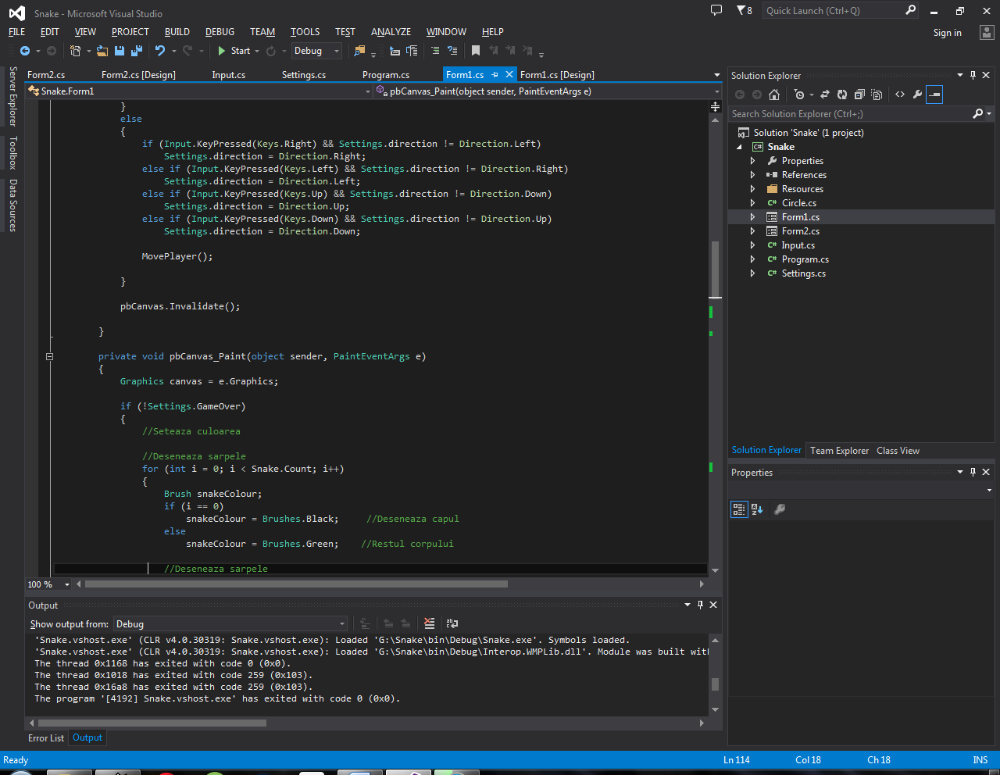 Snake - Microsoft Visual Studio
8
Quick Launch (Ctrl+Q)
FILE EDIT VIEW PROJECT BUILD DEBUG TEAM TOOLS TEST ANALYZE WINDOW HELP
Sign in
Start
Debug
Server Explorer
Toolbox
Data Sources
Form2.cs Form2.cs [Design] Input.cs Settings.cs Program.cs Form1.cs Form1.cs [Design]
Snake.Form1
pbCanvas_Paint(object sender, PaintEventArgs e)
}
else
{
if (Input.KeyPressed(Keys.Right) && Settings.direction != Direction.Left)
Settings.direction = Direction.Right;
else if (Input.KeyPressed(Keys.Left) && Settings.direction != Direction.Right)
Settings.direction = Direction.Left;
else if (Input.KeyPressed(Keys.Up) && Settings.direction != Direction.Down)
Settings.direction = Direction.Up;
else if (Input.KeyPressed(Keys.Down) && Settings.direction != Direction.Up)
Settings.direction = Direction.Down;
MovePlayer();
}
pbCanvas.Invalidate();
}
private void pbCanvas_Paint(object sender, PaintEventArgs e)
{
Graphics canvas = e.Graphics;
if (!Settings.GameOver)
{
//Seteaza culoarea
//Deseneaza sarpele
for (int i = 0; i < Snake.Count; i++)
{
Brush snakeColour;
if (i == 0)
snakeColour = Brushes.Black; //Deseneaza capul
else
snakeColour = Brushes.Green; //Restul corpului
//Deseneaza sarpele
100 %
Output
Show output from: Debug
'Snake.vshost.exe' (CLR v4.0.30319: Snake.vshost.exe): Loaded 'G:\Snake\bin\Debug\Snake.exe'. Symbols loaded.
'Snake.vshost.exe' (CLR v4.0.30319: Snake.vshost.exe): Loaded 'G:\Snake\bin\Debug\Interop.WMPLib.dll'. Module was built wit
The thread 0x1168 has exited with code 0 (0x0).
The thread 0x1018 has exited with code 259 (0x103).
The thread 0x16a8 has exited with code 259 (0x103).
The program '[4192] Snake.vshost.exe' has exited with code 0 (0x0).
Error List Output
Solution Explorer
Search Solution Explorer (Ctrl+;)
Solution 'Snake' (1 project)
C# Snake
Properties
References
Resources
C# Circle.cs
Form1.cs
Form2.cs
C# Input.cs
C# Program.cs
C# Settings.cs
Solution Explorer Team Explorer Class View
Properties
Ready
Ln 114 Col 18 Ch 18 INS